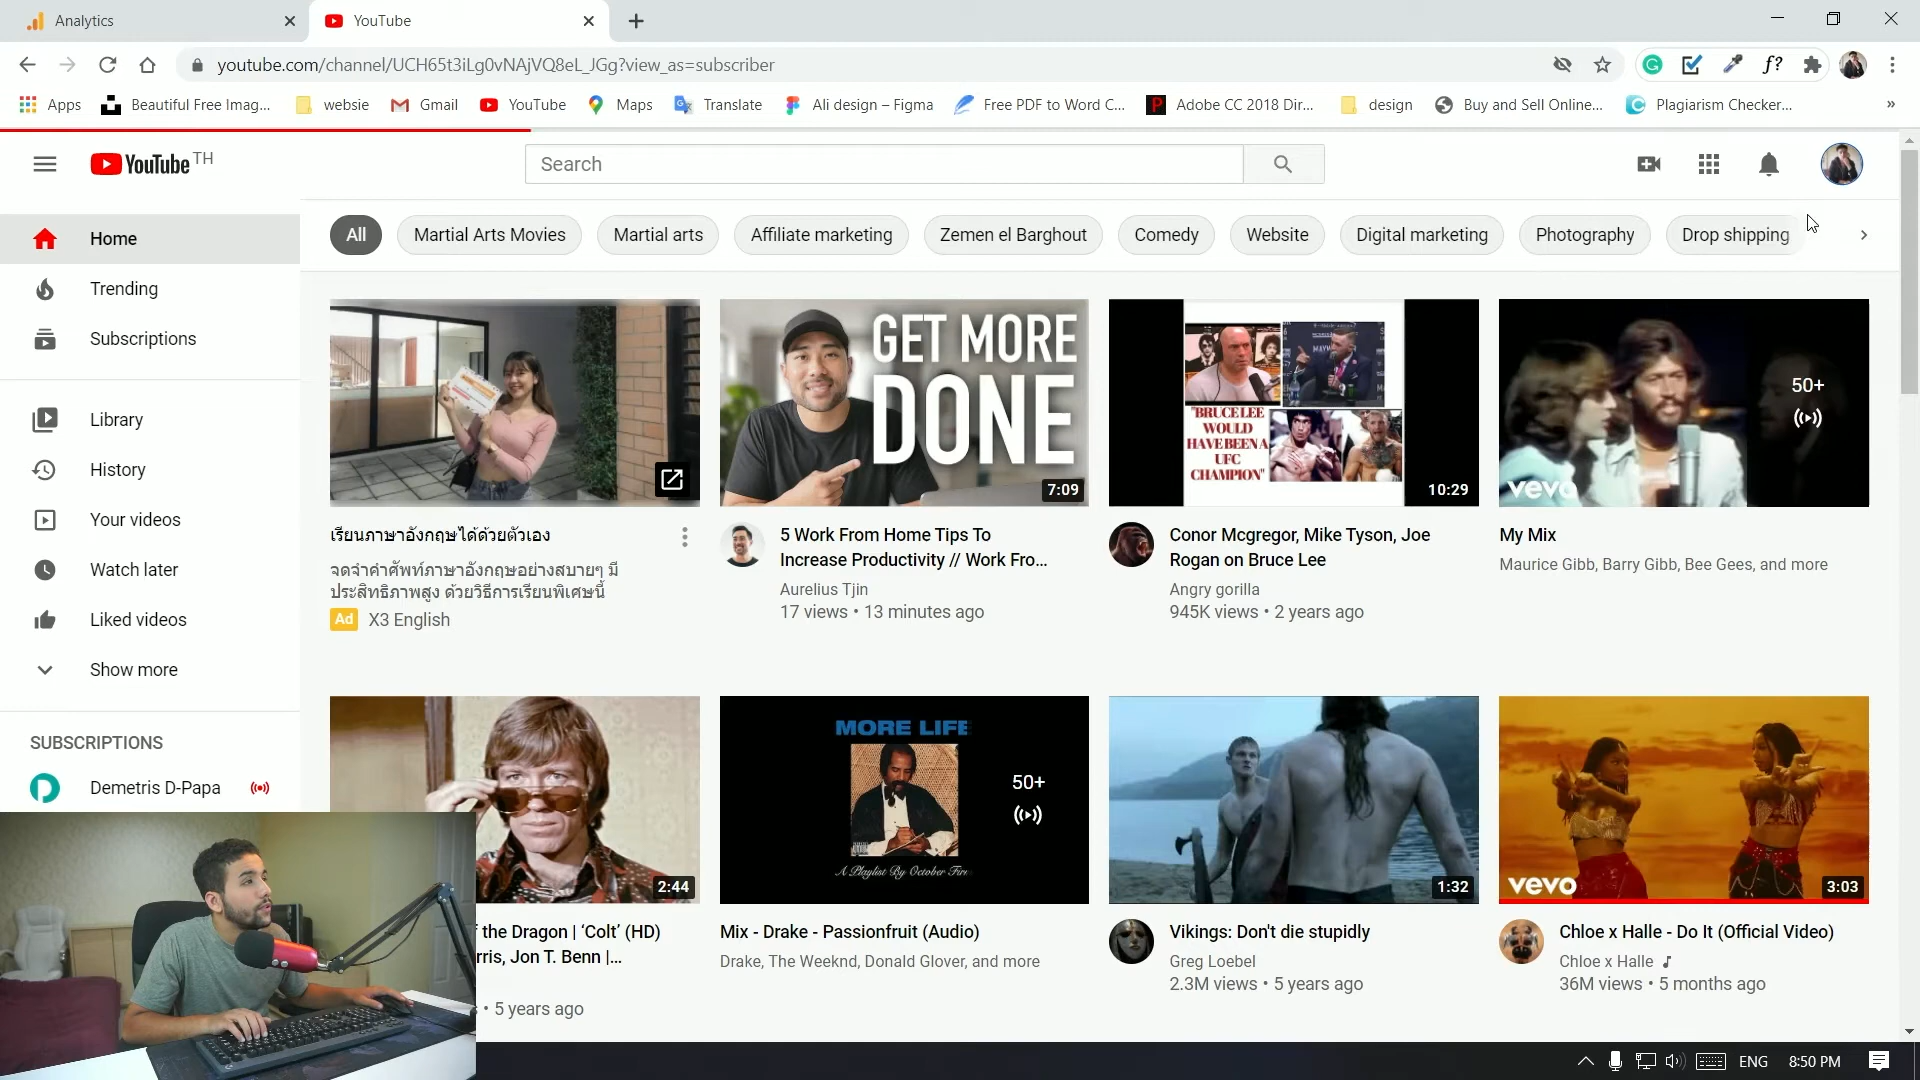 Analytics
YouTube
youtube.com/channel/UCH65t3iLg0vNAjVQ8eL_JGg?view_as=subscriber
Apps
Beautiful Free Imag...
websie
Gmail
YouTube
Maps
Translate
Ali design – Figma
Free PDF to Word C...
Adobe CC 2018 Dir...
design
Buy and Sell Online...
Plagiarism Checker...
YouTube TH
Search
Home
Trending
Subscriptions
Library
History
Your videos
Watch later
Liked videos
Show more
SUBSCRIPTIONS
Demetris D-Papa
All
Martial Arts Movies
Martial arts
Affiliate marketing
Zemen el Barghout
Comedy
Website
Digital marketing
Photography
Drop shipping
เรียนภาษาอังกฤษได้ด้วยตัวเอง
จดจำคำศัพท์ภาษาอังกฤษอย่างสบายๆ มี
ประสิทธิภาพสูง ด้วยวิธีการเรียนพิเศษนี้
Ad X3 English
GET MORE
DONE
7:09
5 Work From Home Tips To
Increase Productivity // Work Fro...
Aurelius Tjin
17 views • 13 minutes ago
"BRUCE LEE
WOULD
HAVE BEEN A
UFC
CHAMPION"
10:29
Conor Mcgregor, Mike Tyson, Joe
Rogan on Bruce Lee
Angry gorilla
945K views • 2 years ago
50+
vevo
My Mix
Maurice Gibb, Barry Gibb, Bee Gees, and more
2:44
the Dragon | ‘Colt’ (HD)
rris, Jon T. Benn |...
• 5 years ago
MORE LIFE
A Playlist By October Firm
50+
Mix - Drake - Passionfruit (Audio)
Drake, The Weeknd, Donald Glover, and more
1:32
Vikings: Don't die stupidly
Greg Loebel
2.3M views • 5 years ago
vevo
3:03
Chloe x Halle - Do It (Official Video)
Chloe x Halle
36M views • 5 months ago
ENG
8:50 PM